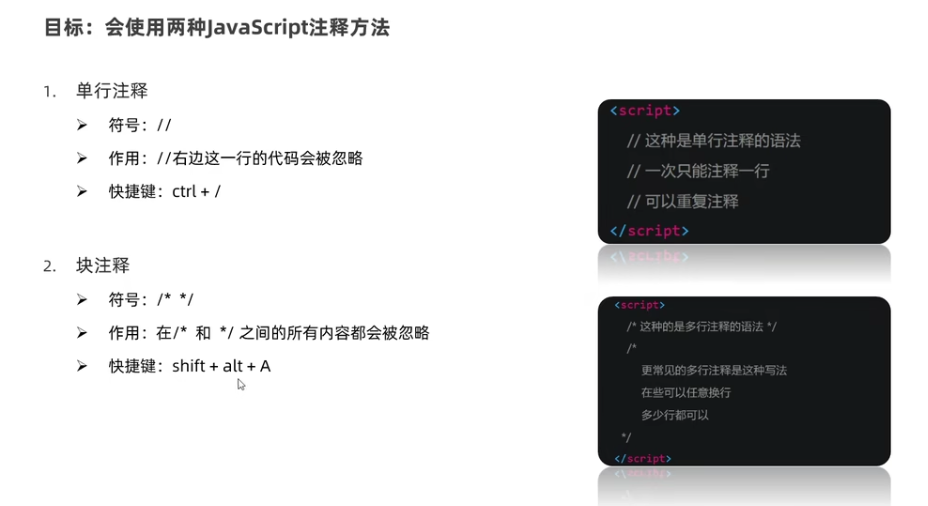 目标：会使用两种JavaScript注释方法
1. 单行注释
➤ 符号：//
➤ 作用：//右边这一行的代码会被忽略
➤ 快捷键：ctrl + /
2. 块注释
➤ 符号：/* */
➤ 作用：在/* 和 */ 之间的所有内容都会被忽略
➤ 快捷键：shift + alt + A
<script>
// 这种是单行注释的语法
// 一次只能注释一行
// 可以重复注释
</script>
<script>
/* 这种的是多行注释的语法 */
/*
更常见的多行注释是这种写法
在些可以任意换行
多少行都可以
*/
</script>